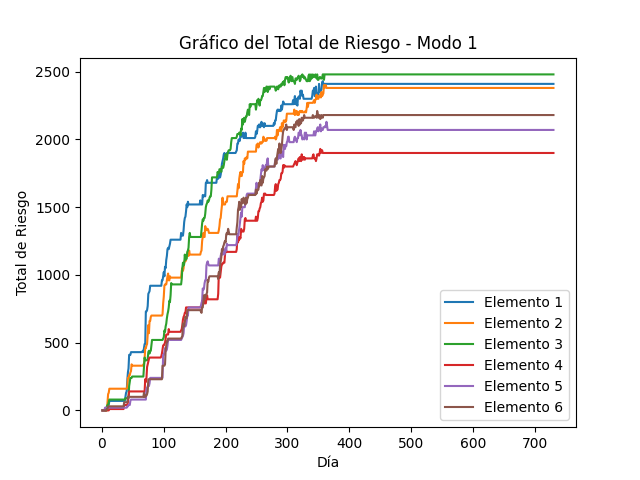 Gráfico del Total de Riesgo - Modo 1
Total de Riesgo
2500
2000
1500
1000
500
0
0 100 200 300 400 500 600 700
Día
Elemento 1
Elemento 2
Elemento 3
Elemento 4
Elemento 5
Elemento 6